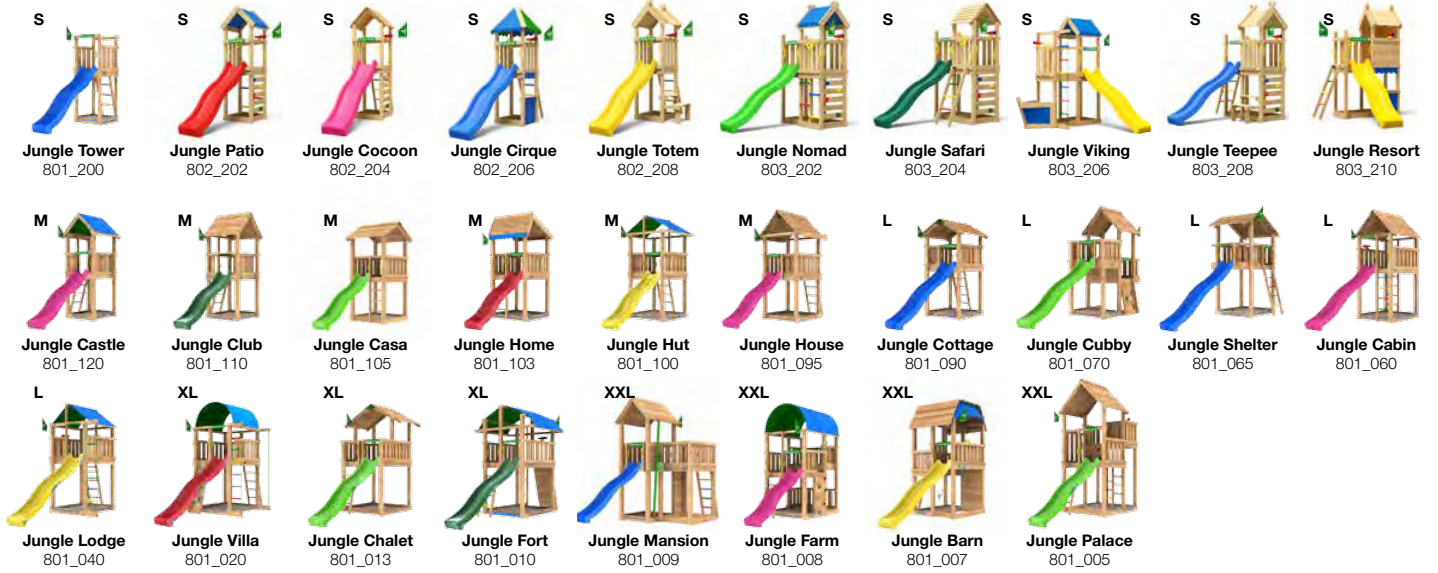 S S S S S S S S S S
Jungle Tower Jungle Patio Jungle Cocoon Jungle Cirque Jungle Totem Jungle Nomad Jungle Safari Jungle Viking Jungle Teepee Jungle Resort
801_200 802_202 802_204 802_206 802_208 803_202 803_204 803_206 803_208 803_210
M M M M M M L L L L
Jungle Castle Jungle Club Jungle Casa Jungle Home Jungle Hut Jungle House Jungle Cottage Jungle Cubby Jungle Shelter Jungle Cabin
801_120 801_110 801_105 801_103 801_100 801_095 801_090 801_070 801_065 801_060
L XL XL XL XXL XXL XXL XXL
Jungle Lodge Jungle Villa Jungle Chalet Jungle Fort Jungle Mansion Jungle Farm Jungle Barn Jungle Palace
801_040 801_020 801_013 801_010 801_009 801_008 801_007 801_005